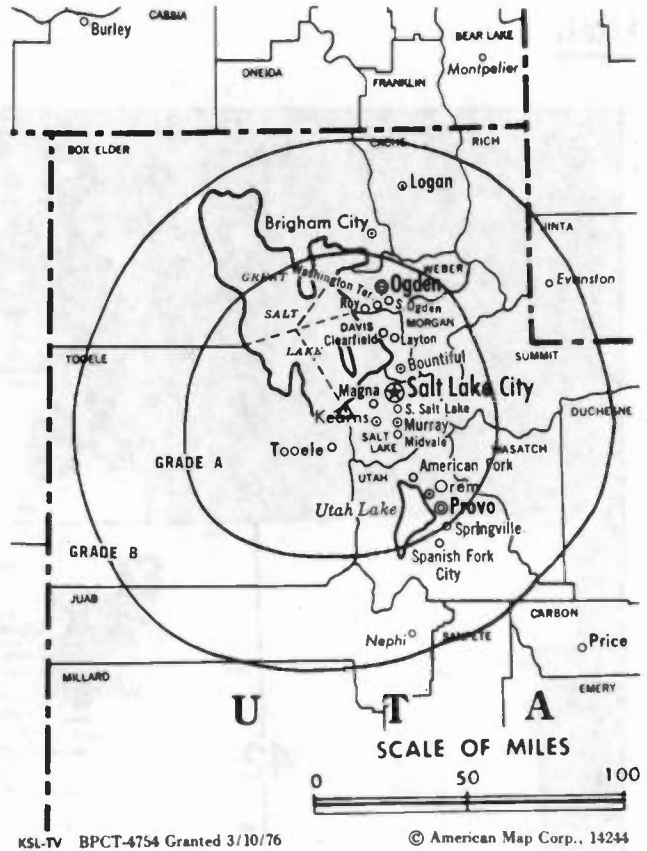 CASSIA
Burley
BEAR LAKE
ONEIDA
FRANKLIN
Montpelier
BOX ELDER
CACHE
RICH
Logan
Brigham City
UINTA
GREAT
Washington Ter.
WEBER
Evanston
Ogden
Roy
S. Ogden
SALT
MORGAN
DAVIS
Clearfield
Layton
LAKE
TOOELE
SUMMIT
Bountiful
Salt Lake City
Magna
DUCHESNE
S. Salt Lake
Kearns
Murray
SALT LAKE
Midvale
WASATCH
Tooele
GRADE A
American Fork
UTAH
Orem
Utah Lake
Provo
Springville
GRADE B
Spanish Fork
City
JUAB
CARBON
Nephi
SANPETE
Price
MILLARD
EMERY
U T A
SCALE OF MILES
0 50 100
KSL-TV BPCT-4754 Granted 3/10/76 © American Map Corp., 14244